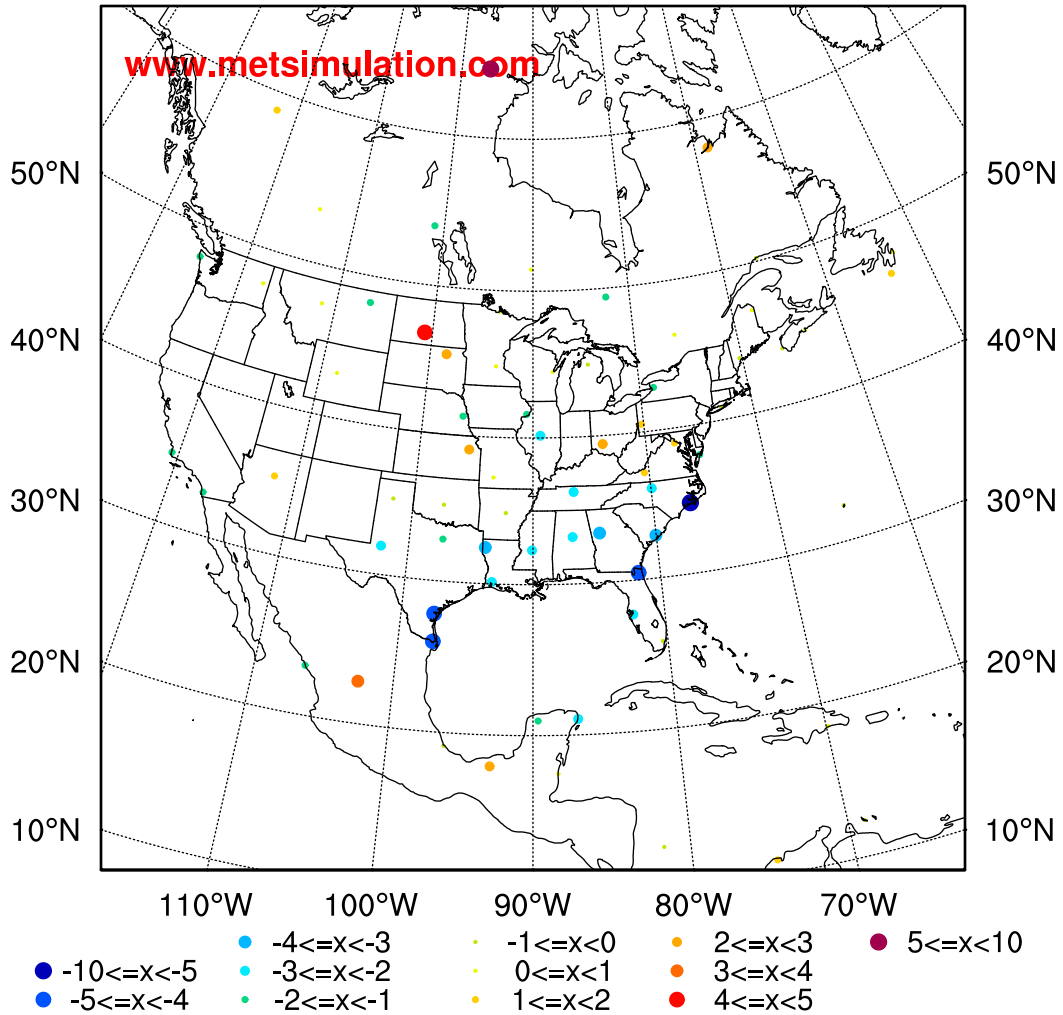 www.metsimulation.com
50°N 50°N
40°N 40°N
30°N 30°N
20°N 20°N
10°N 10°N
110°W 100°W 90°W 80°W 70°W
-4<=x<-3 -1<=x<0 2<=x<3 5<=x<10
-10<=x<-5 -3<=x<-2 0<=x<1 3<=x<4
-5<=x<-4 -2<=x<-1 1<=x<2 4<=x<5